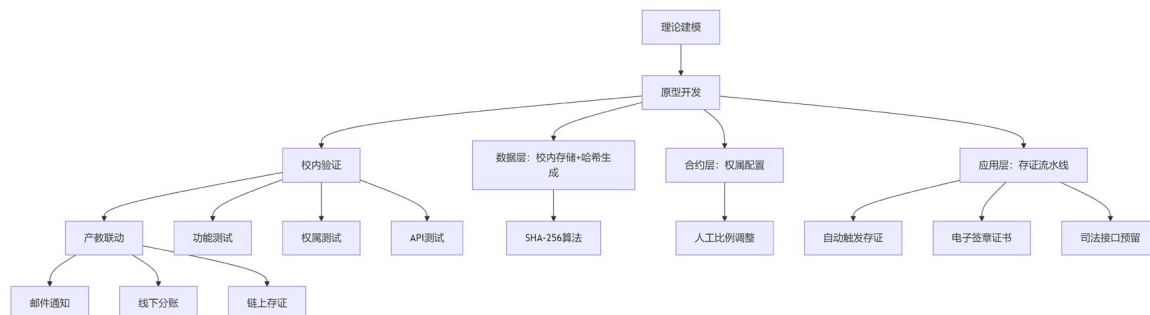 理论建模
原型开发
校内验证
数据层：校内存储+哈希生
成
合约层：权属配置
应用层：存证流水线
产教联动
功能测试
权属测试
API测试
SHA-256算法
人工比例调整
自动触发存证
电子签章证书
司法接口预留
邮件通知
线下分账
链上存证